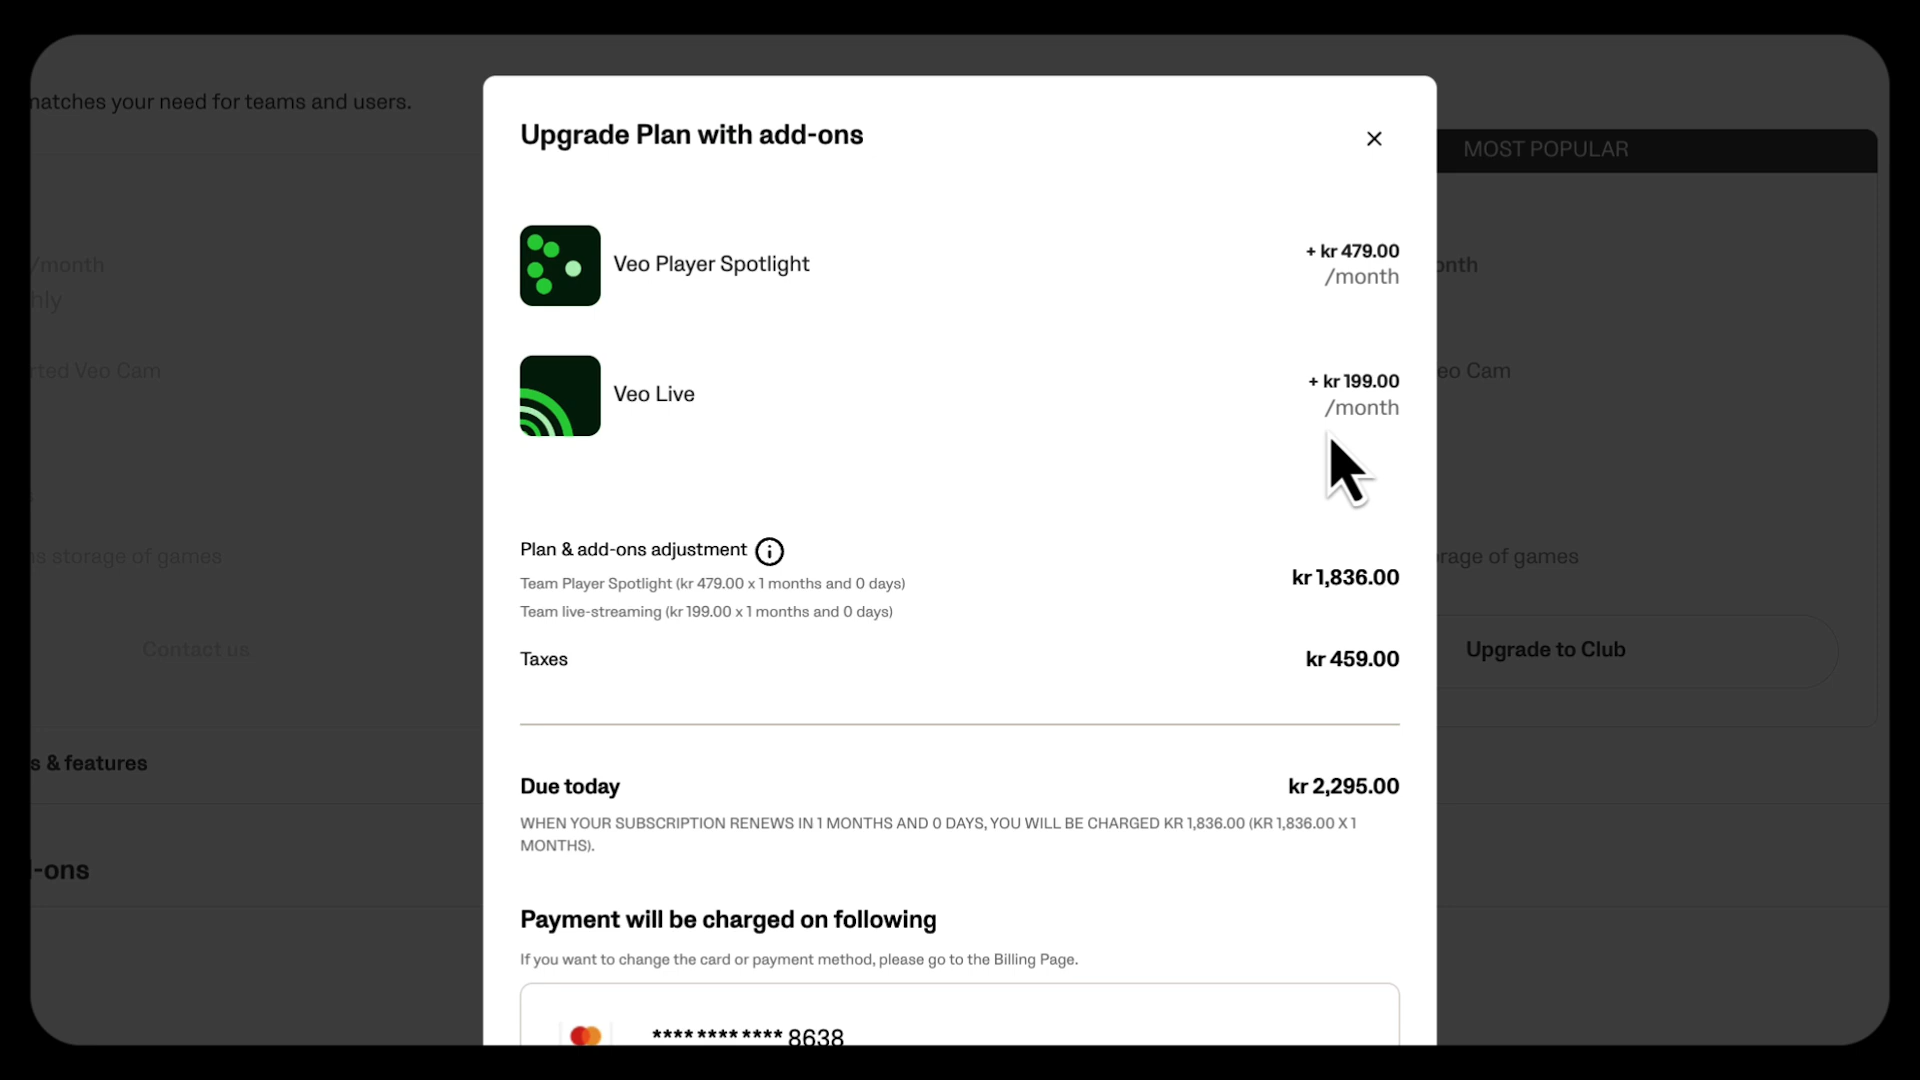 matches your need for teams and users.
Upgrade Plan with add-ons
MOST POPULAR
Veo Player Spotlight
+ kr 479.00
/month
/month
onth
hly
Veo Live
+ kr 199.00
/month
rted Veo Cam
eo Cam
Plan & add-ons adjustment
Team Player Spotlight (kr 479.00 x 1 months and 0 days)
Team live-streaming (kr 199.00 x 1 months and 0 days)
kr 1,836.00
ns storage of games
rage of games
Contact us
Taxes
kr 459.00
Upgrade to Club
s & features
Due today
kr 2,295.00
WHEN YOUR SUBSCRIPTION RENEWS IN 1 MONTHS AND 0 DAYS, YOU WILL BE CHARGED KR 1,836.00 (KR 1,836.00 X 1
MONTHS).
-ons
Payment will be charged on following
If you want to change the card or payment method, please go to the Billing Page.
************ 8638